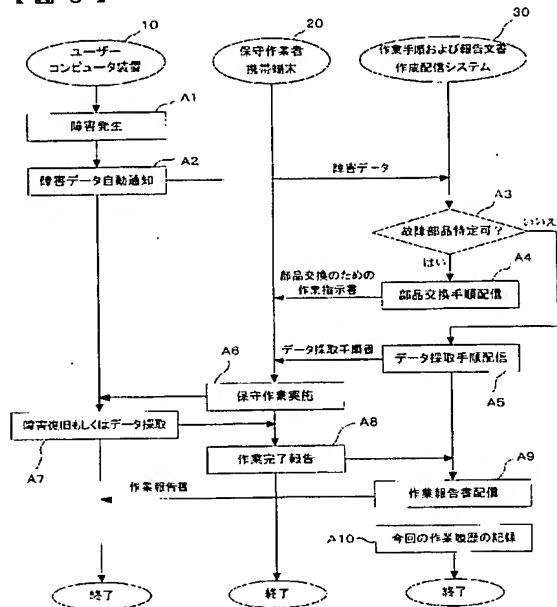 10
ユーザー
コンピュータ装置
20
保守作業者
携帯端末
30
作業手順および報告文書
作成配信システム
A1
障害発生
A2
障害データ自動通知
障害データ
A3
故障部品特定可?
いいえ
はい
A4
部品交換のための
作業指示書
部品交換手順配信
データ採取手順書
データ採取手順配信
A5
A6
保守作業実施
障害復旧もしくはデータ採取
A7
A8
作業完了報告
A9
作業報告書
作業報告書配信
A10
今回の作業履歴の記録
終了
終了
終了